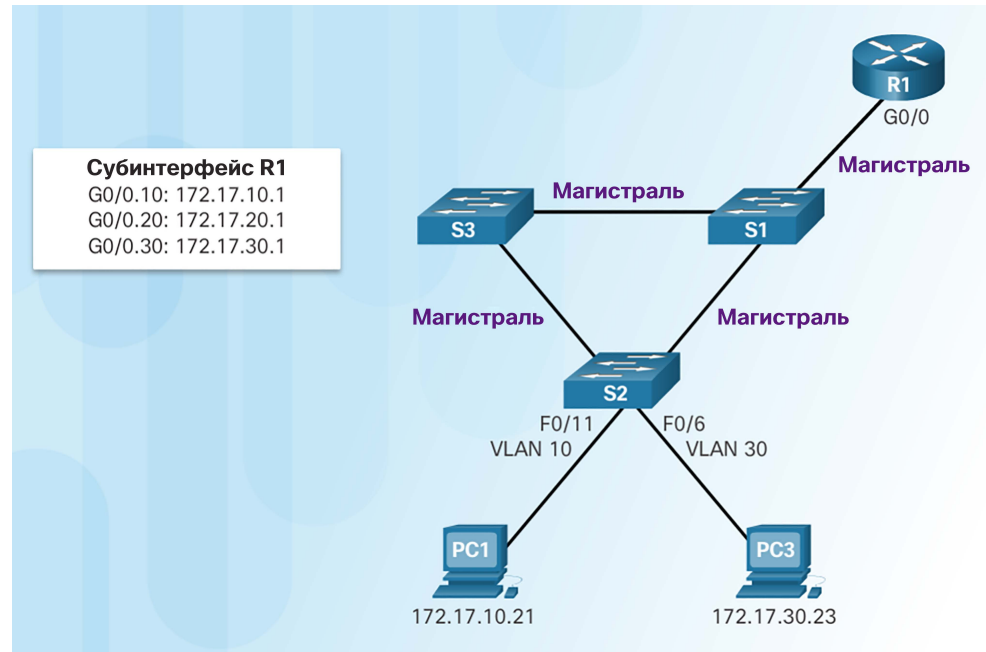 R1
G0/0
Магистраль
Субинтерфейс R1
G0/0.10: 172.17.10.1
G0/0.20: 172.17.20.1
G0/0.30: 172.17.30.1
Магистраль
S3
S1
Магистраль
Магистраль
S2
F0/11
F0/6
VLAN 10
VLAN 30
PC1
PC3
172.17.10.21
172.17.30.23